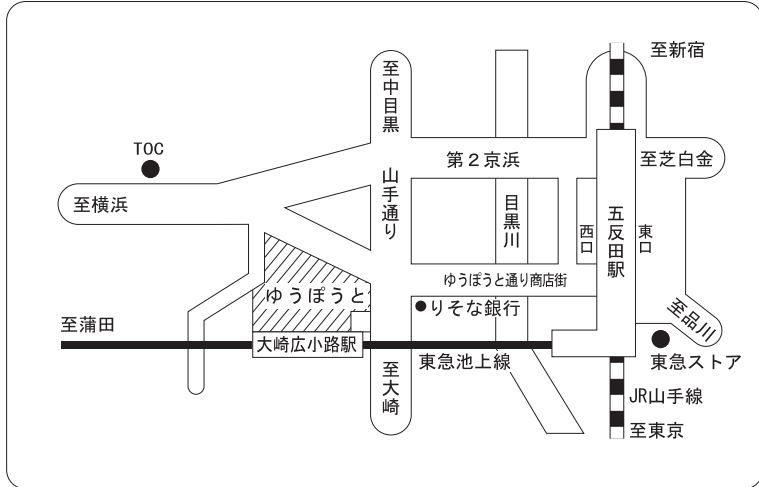 至新宿
至中目黒
TOC
第２京浜
至芝白金
山手通り
至横浜
目黒川
西口
五反田駅
東口
ゆうぽうと通り商店街
ゆうぽうと
りそな銀行
至品川
至蒲田
大崎広小路駅
東急池上線
東急ストア
至大崎
JR山手線
至東京